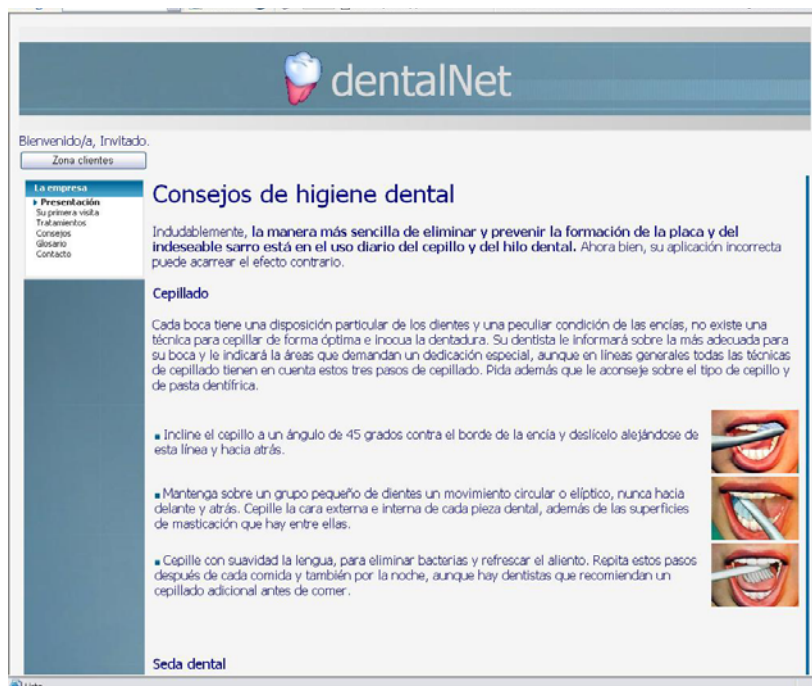 dentalNet
Bienvenido/a, Invitado.
Zona clientes
La empresa
Presentación
Su primera visita
Tratamientos
Consejos
Glosario
Contacto
Consejos de higiene dental
Indudablemente, la manera más sencilla de eliminar y prevenir la formación de la placa y del
indeseable sarro está en el uso diario del cepillo y del hilo dental. Ahora bien, su aplicación incorrecta
puede acarrear el efecto contrario.
Cepillado
Cada boca tiene una disposición particular de los dientes y una peculiar condición de las encías, no existe una
técnica para cepillar de forma óptima e inocua la dentadura. Su dentista le informará sobre la más adecuada para
su boca y le indicará la áreas que demandan un dedicación especial, aunque en líneas generales todas las técnicas
de cepillado tienen en cuenta estos tres pasos de cepillado. Pida además que le aconseje sobre el tipo de cepillo y
de pasta dentífrica.
Incline el cepillo a un ángulo de 45 grados contra el borde de la encía y deslícelo alejándose de
esta línea y hacia atrás.
Mantenga sobre un grupo pequeño de dientes un movimiento circular o elíptico, nunca hacia
delante y atrás. Cepille la cara externa e interna de cada pieza dental, además de las superficies
de masticación que hay entre ellas.
Cepille con suavidad la lengua, para eliminar bacterias y refrescar el aliento. Repita estos pasos
después de cada comida y también por la noche, aunque hay dentistas que recomiendan un
cepillado adicional antes de comer.
Seda dental